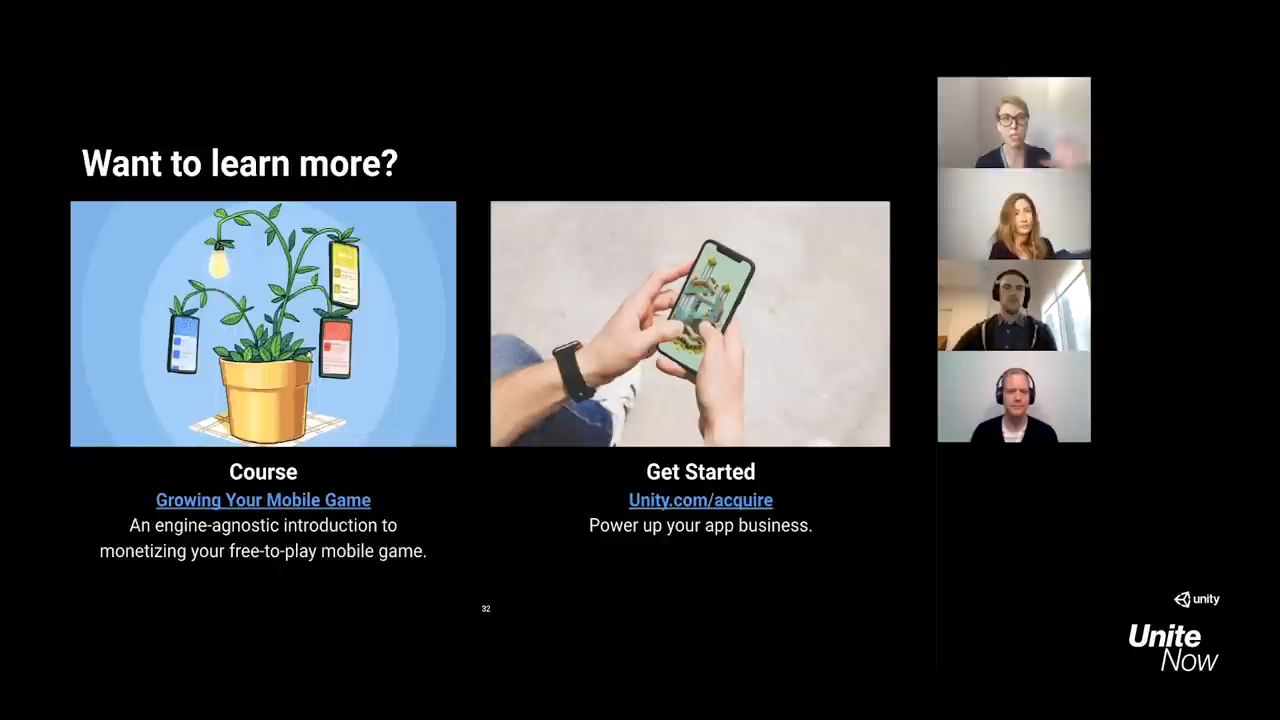 Want to learn more?
Course
Growing Your Mobile Game
An engine-agnostic introduction to
monetizing your free-to-play mobile game.
Get Started
Unity.com/acquire
Power up your app business.
32
unity
Unite
Now